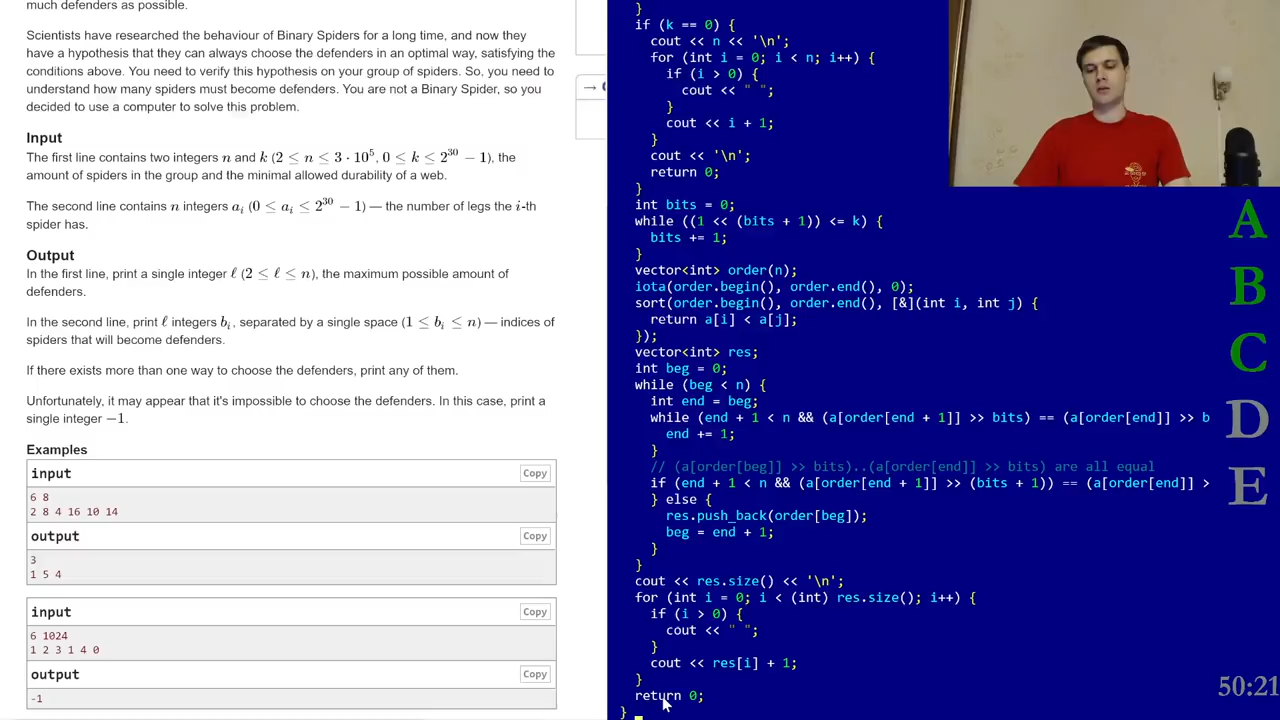 much defenders as possible.
Scientists have researched the behaviour of Binary Spiders for a long time, and now they
have a hypothesis that they can always choose the defenders in an optimal way, satisfying the
conditions above. You need to verify this hypothesis on your group of spiders. So, you need to
understand how many spiders must become defenders. You are not a Binary Spider, so you
decided to use a computer to solve this problem.
Input
The first line contains two integers n and k (2 ≤ n ≤ 3 · 10⁵, 0 ≤ k ≤ 2³⁰ − 1), the
amount of spiders in the group and the minimal allowed durability of a web.
The second line contains n integers aᵢ (0 ≤ aᵢ ≤ 2³⁰ − 1) — the number of legs the i-th
spider has.
Output
In the first line, print a single integer ℓ (2 ≤ ℓ ≤ n), the maximum possible amount of
defenders.
In the second line, print ℓ integers bᵢ, separated by a single space (1 ≤ bᵢ ≤ n) — indices of
spiders that will become defenders.
If there exists more than one way to choose the defenders, print any of them.
Unfortunately, it may appear that it's impossible to choose the defenders. In this case, print a
single integer −1.
Examples
input
Copy
6 8
2 8 4 16 10 14
output
Copy
3
1 5 4
input
Copy
6 1024
1 2 3 1 4 0
output
Copy
-1
→
}
if (k == 0) {
cout << n << '\n';
for (int i = 0; i < n; i++) {
if (i > 0) {
cout << " ";
}
cout << i + 1;
}
cout << '\n';
return 0;
}
int bits = 0;
while ((1 << (bits + 1)) <= k) {
bits += 1;
}
vector<int> order(n);
iota(order.begin(), order.end(), 0);
sort(order.begin(), order.end(), [&](int i, int j) {
return a[i] < a[j];
});
vector<int> res;
int beg = 0;
while (beg < n) {
int end = beg;
while (end + 1 < n && (a[order[end + 1]] >> bits) == (a[order[end]] >> b
end += 1;
}
// (a[order[beg]] >> bits)..(a[order[end]] >> bits) are all equal
if (end + 1 < n && (a[order[end + 1]] >> (bits + 1)) == (a[order[end]] >
} else {
res.push_back(order[beg]);
beg = end + 1;
}
}
cout << res.size() << '\n';
for (int i = 0; i < (int) res.size(); i++) {
if (i > 0) {
cout << " ";
}
cout << res[i] + 1;
}
return 0;
}
A
B
C
D
E
50:21